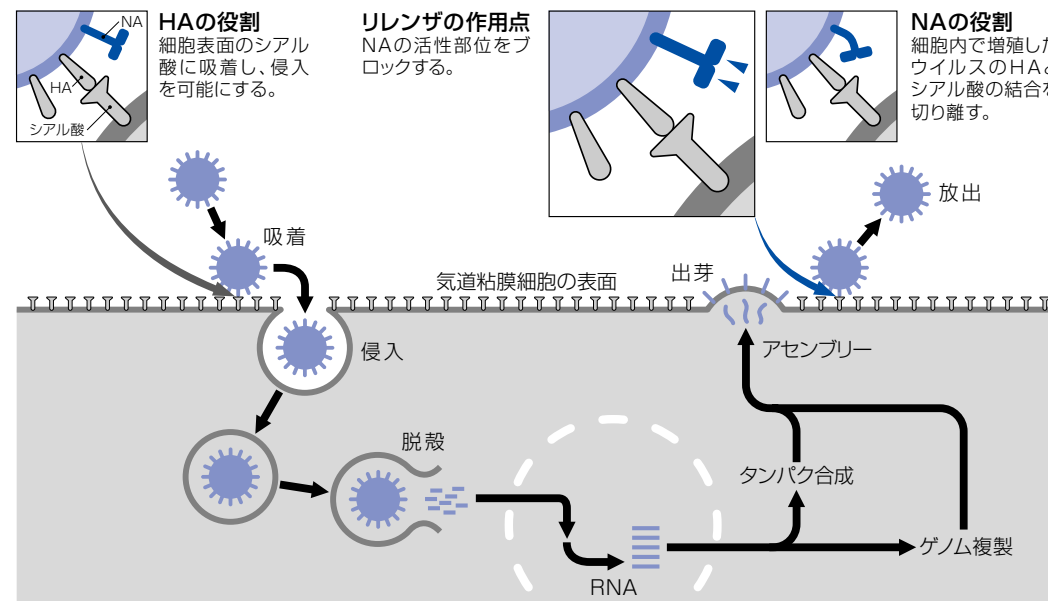 NA
HA
シアル酸
HAの役割
細胞表面のシアル
酸に吸着し、侵入
を可能にする。
リレンザの作用点
NAの活性部位をブ
ロックする。
NAの役割
細胞内で増殖した
ウイルスのHAと
シアル酸の結合を
切り離す。
放出
吸着
気道粘膜細胞の表面
出芽
侵入
アセンブリー
脱殻
タンパク合成
ゲノム複製
RNA